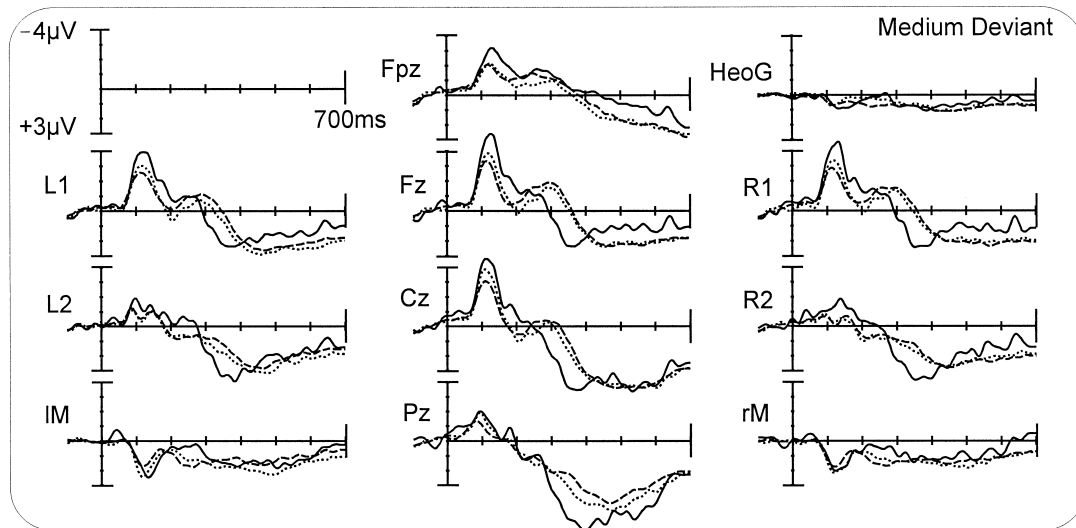 Medium Deviant
−4μV
+3μV
700ms
Fpz
HeoG
L1
Fz
R1
L2
Cz
R2
lM
Pz
rM